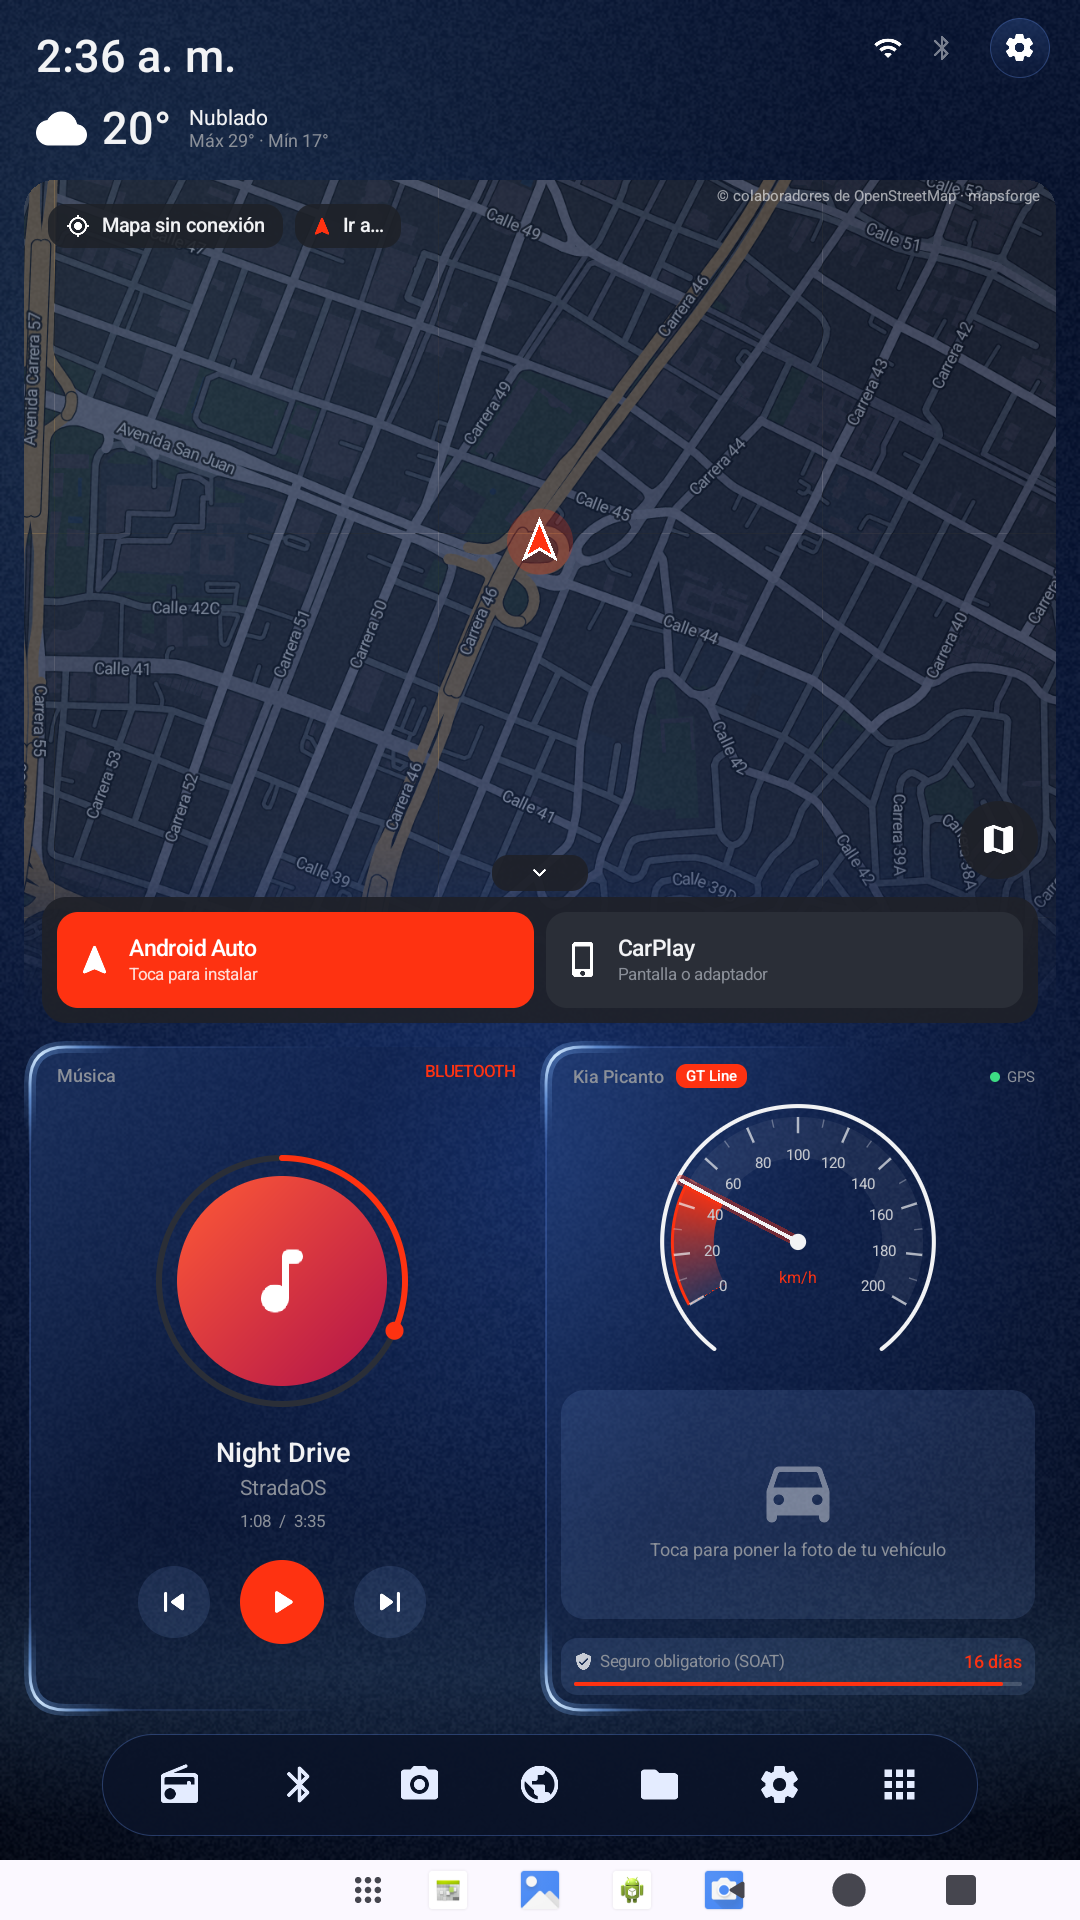 2:36 a. m.
20°
Nublado
Máx 29° · Mín 17°
© colaboradores de OpenStreetMap · mapsforge
Mapa sin conexión
Ir a…
Calle 49
Calle 51
Carrera 46
Avenida Carrera 57
Carrera 42
Carrera 43
Carrera 49
Avenida San Juan
Carrera 44
Calle 45
Calle 42C
Carrera 51
Carrera 50
Carrera 46
Calle 44
Carrera 40
Calle 41
Carrera 55
Carrera 53
Carrera 52
Carrera 46
Calle 42
Calle 41
Calle 39
Calle 42
Carrera 39A
Calle 39D
Android Auto
Toca para instalar
CarPlay
Pantalla o adaptador
Música
BLUETOOTH
Kia Picanto
GT Line
GPS
0
20
40
60
80
100
120
140
160
180
200
km/h
Night Drive
StradaOS
1:08 / 3:35
Toca para poner la foto de tu vehículo
Seguro obligatorio (SOAT)
16 días